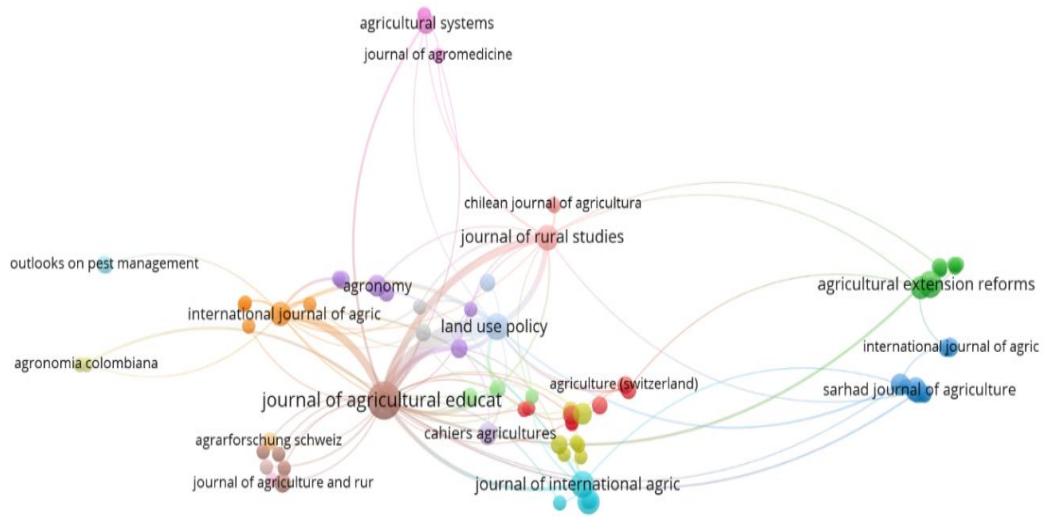 agricultural systems
journal of agromedicine
chilean journal of agricultura
journal of rural studies
outlooks on pest management
agronomy
agricultural extension reforms
international journal of agric
land use policy
international journal of agric
agronomia colombiana
agriculture (switzerland)
sarhad journal of agriculture
journal of agricultural educat
cahiers agricultures
agrarforschung schweiz
journal of agriculture and rur
journal of international agric